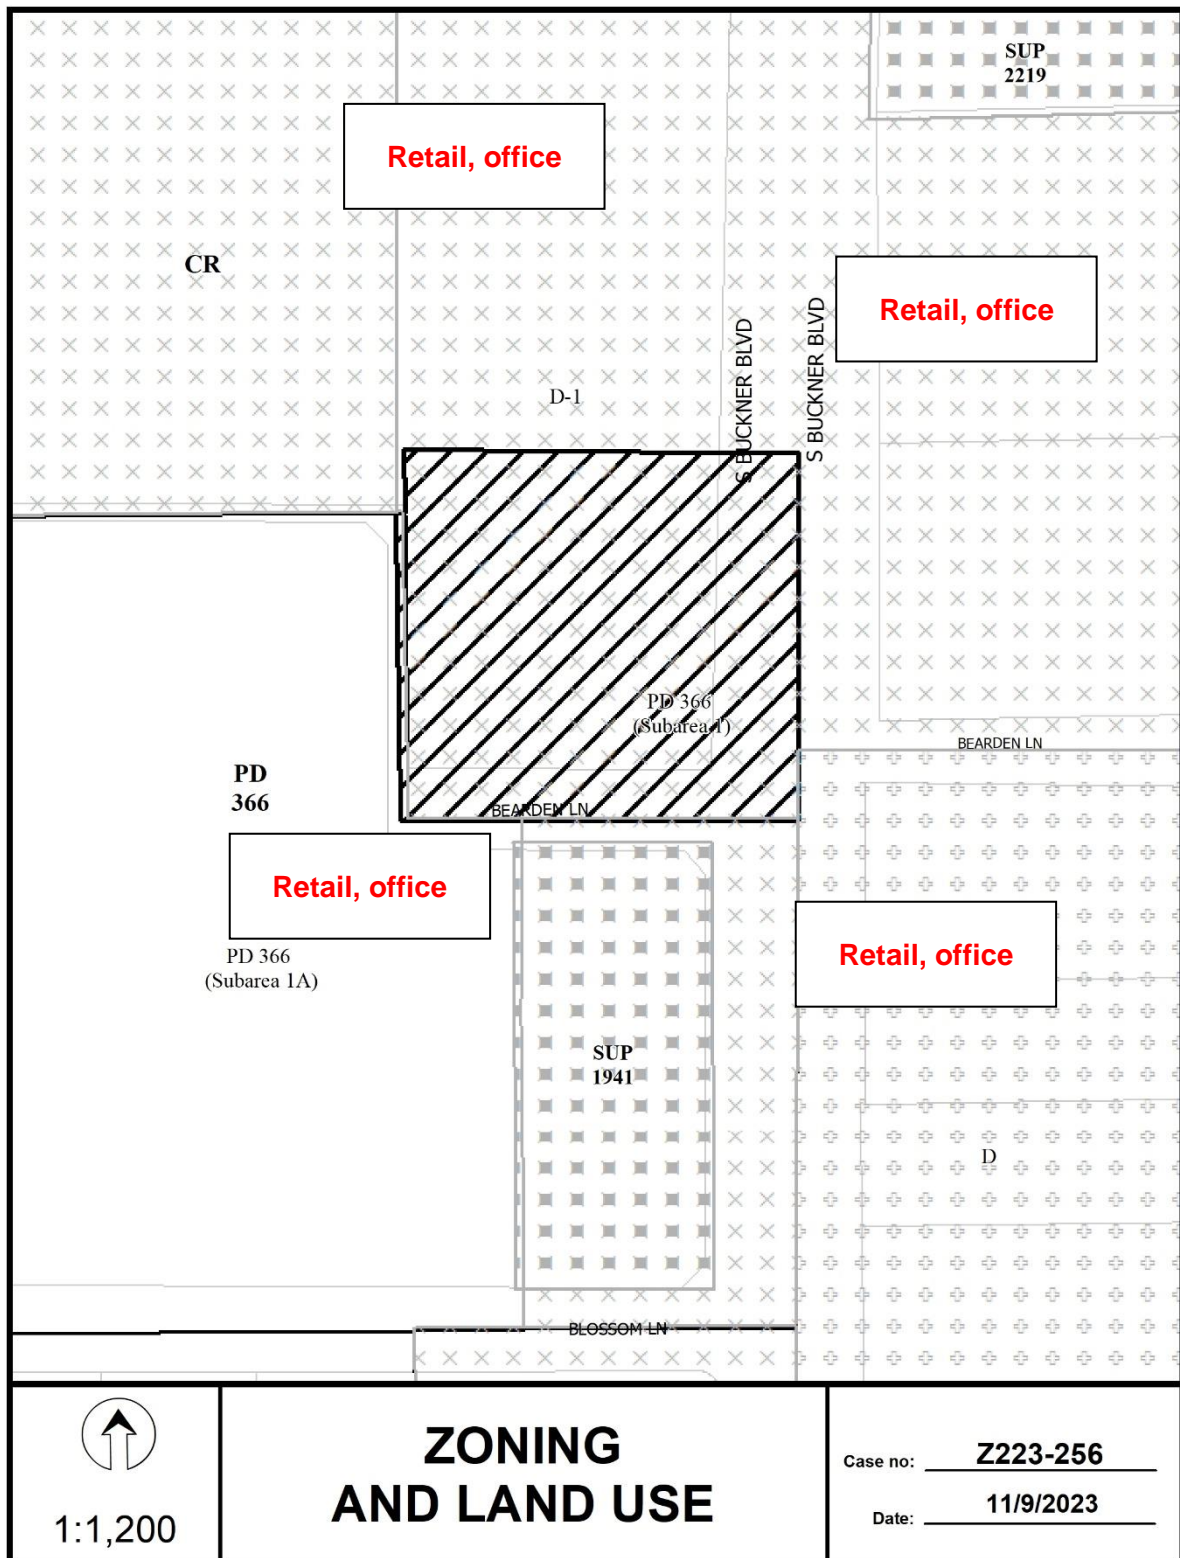 SUP
2219
Retail, office
CR
Retail, office
S BUCKNER BLVD
S BUCKNER BLVD
D-1
PD 366
(Subarea 1)
BEARDEN LN
PD
366
BEARDEN LN
Retail, office
Retail, office
PD 366
(Subarea 1A)
SUP
1941
D
BLOSSOM LN
1:1,200
ZONING
AND LAND USE
Case no: Z223-256
Date: 11/9/2023